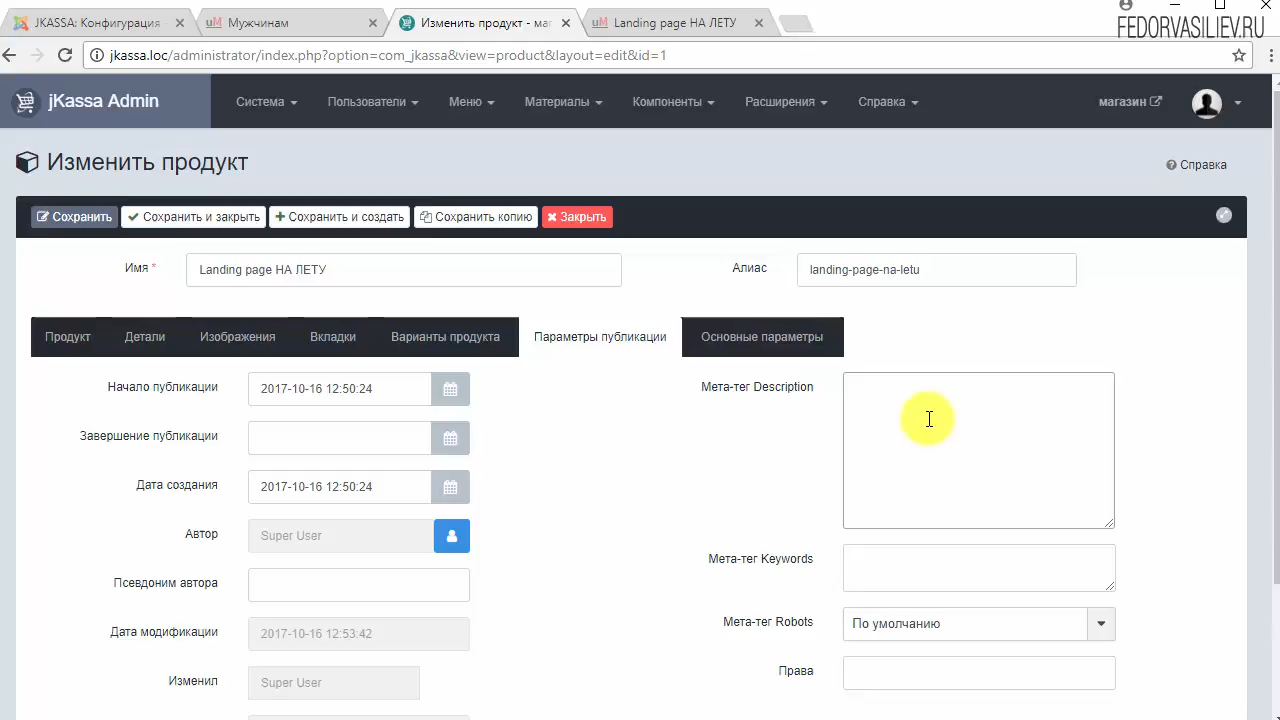 JKASSA: Конфигурация
uM Мужчинам
Изменить продукт - маг
uM Landing page НА ЛЕТУ
FEDORVASILIEV.RU
jkassa.loc/administrator/index.php?option=com_jkassa&view=product&layout=edit&id=1
jKassa Admin
Система
Пользователи
Меню
Материалы
Компоненты
Расширения
Справка
магазин
Изменить продукт
Справка
Сохранить
Сохранить и закрыть
Сохранить и создать
Сохранить копию
Закрыть
Имя *
Landing page НА ЛЕТУ
Алиас
landing-page-na-letu
Продукт
Детали
Изображения
Вкладки
Варианты продукта
Параметры публикации
Основные параметры
Начало публикации
2017-10-16 12:50:24
Завершение публикации
Дата создания
2017-10-16 12:50:24
Автор
Super User
Псевдоним автора
Дата модификации
2017-10-16 12:53:42
Изменил
Super User
Мета-тег Description
Мета-тег Keywords
Мета-тег Robots
По умолчанию
Права